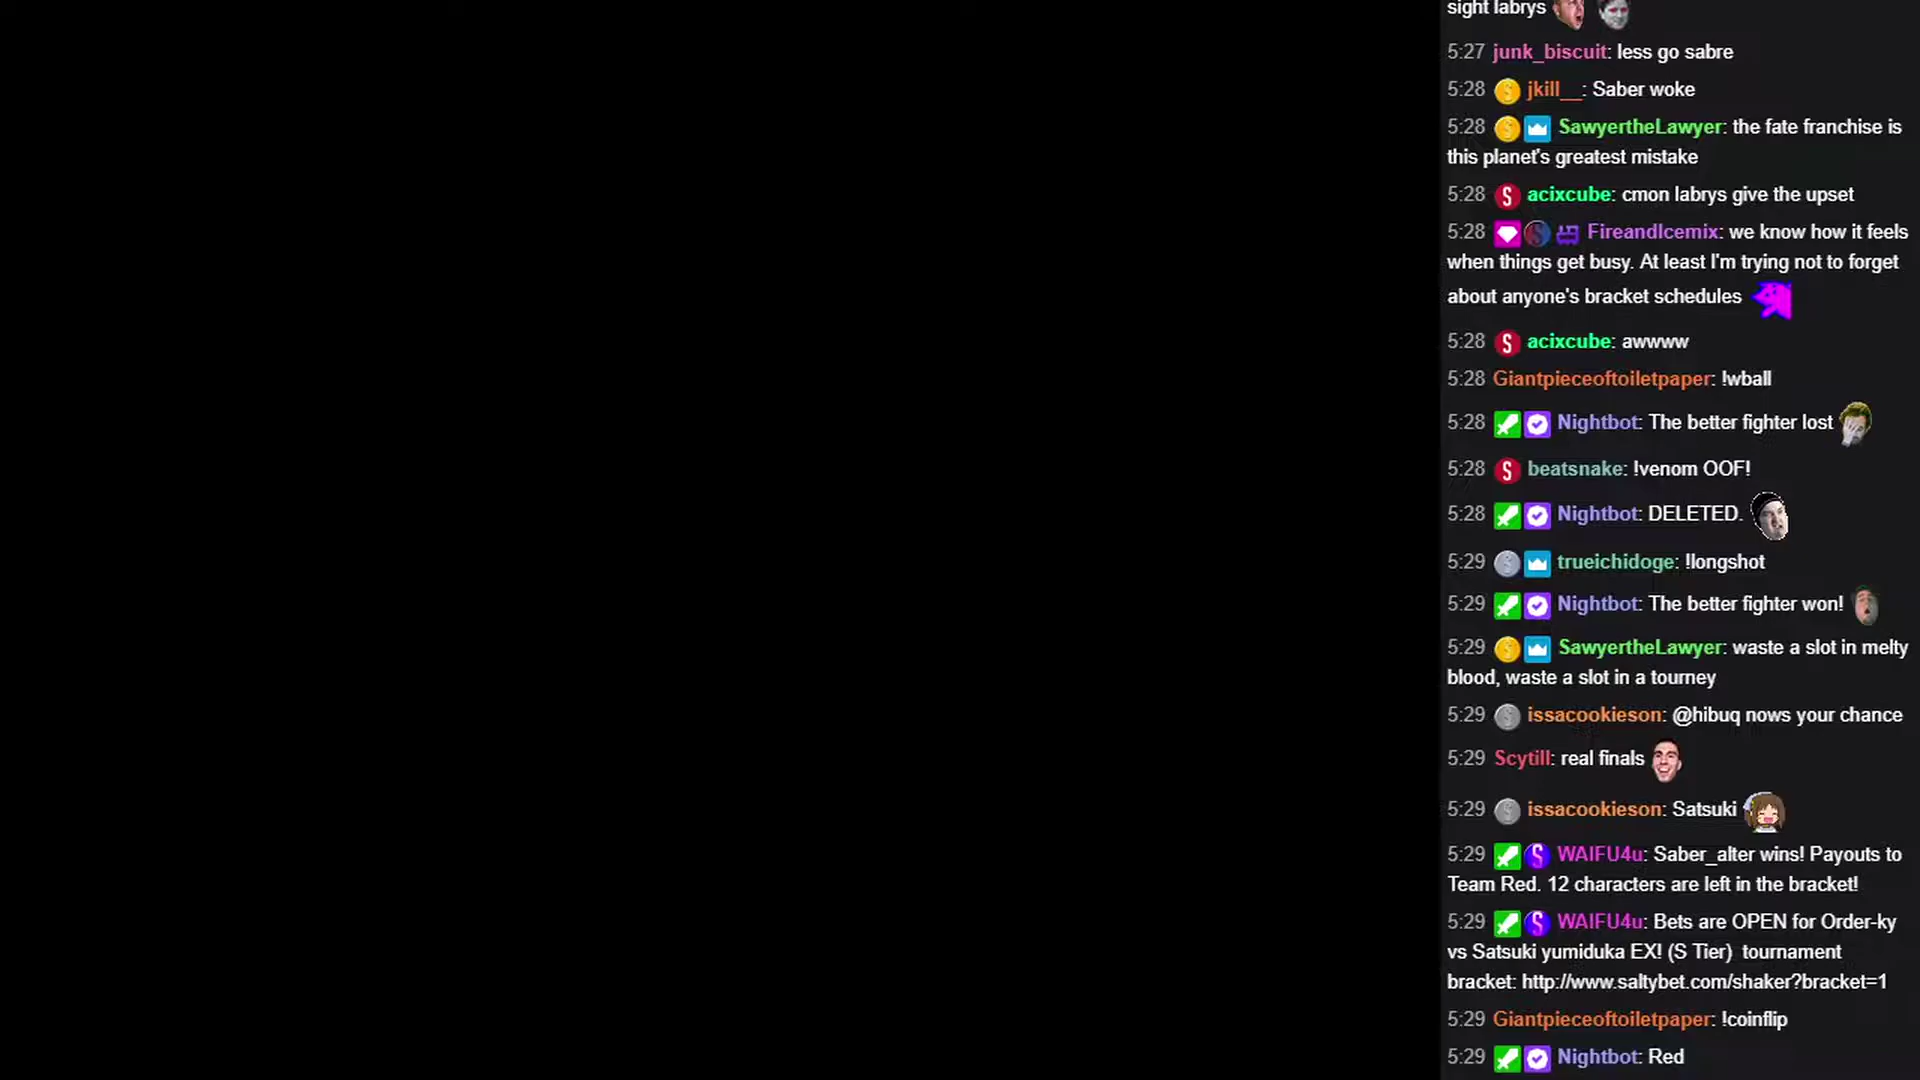 sight labrys
5:27 junk_biscuit: less go sabre
5:28 jkill__: Saber woke
5:28 SawyertheLawyer: the fate franchise is
this planet's greatest mistake
5:28 acixcube: cmon labrys give the upset
5:28 FireandIcemix: we know how it feels
when things get busy. At least I'm trying not to forget
about anyone's bracket schedules
5:28 acixcube: awwww
5:28 Giantpieceoftoiletpaper: !wball
5:28 Nightbot: The better fighter lost
5:28 beatsnake: !venom OOF!
5:28 Nightbot: DELETED.
5:29 trueichidoge: !longshot
5:29 Nightbot: The better fighter won!
5:29 SawyertheLawyer: waste a slot in melty
blood, waste a slot in a tourney
5:29 issacookieson: @hibuq nows your chance
5:29 Scytill: real finals
5:29 issacookieson: Satsuki
5:29 WAIFU4u: Saber_alter wins! Payouts to
Team Red. 12 characters are left in the bracket!
5:29 WAIFU4u: Bets are OPEN for Order-ky
vs Satsuki yumiduka EX! (S Tier) tournament
bracket: http://www.saltybet.com/shaker?bracket=1
5:29 Giantpieceoftoiletpaper: !coinflip
5:29 Nightbot: Red